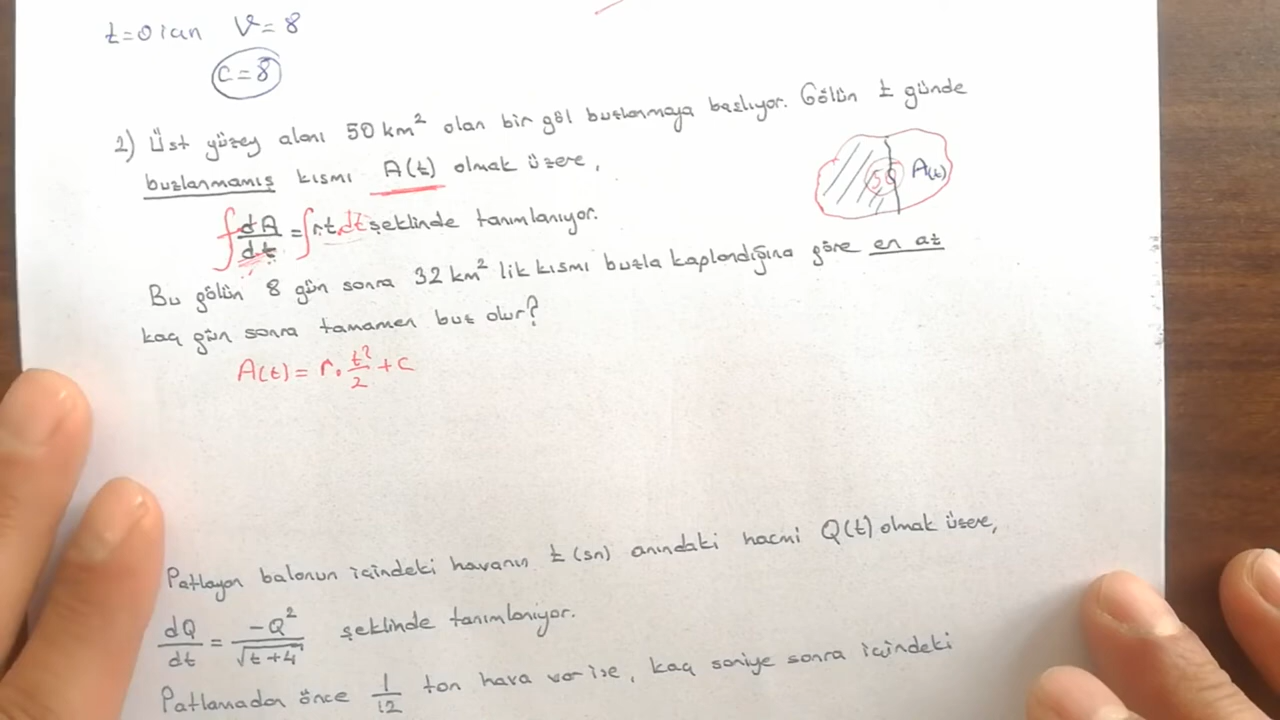 t=0 için V=8
C=8
2) Üst yüzey alanı 50 km² olan bir göl buzlanmaya başlıyor. Gölün t günde
buzlanmamış kısmı A(t) olmak üzere,
50 A(t)
∫dA/dt = ∫r.t.dt şeklinde tanımlanıyor.
Bu gölün 8 gün sonra 32 km² lik kısmı buzla kaplandığına göre en az
kaç gün sonra tamamen buz olur?
A(t) = r. t²/2 + c
Patlayan balonun içindeki havanın t (sn) anındaki hacmi Q(t) olmak üzere,
dQ/dt = -Q²/√t+4 şeklinde tanımlanıyor.
Patlamadan önce 1/12 ton hava var ise, kaç saniye sonra içindeki